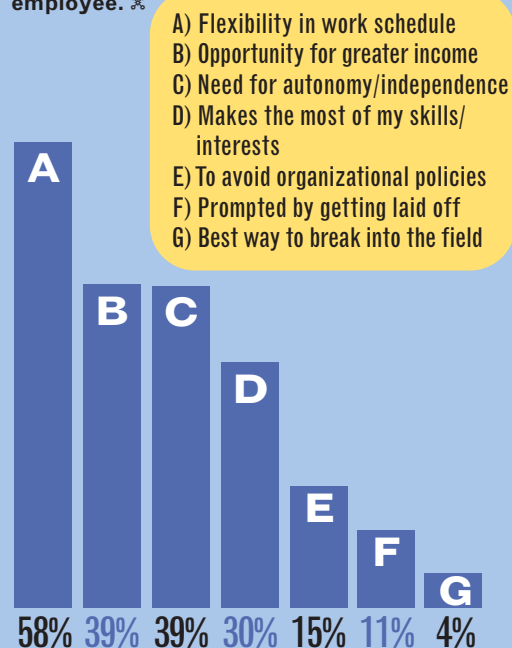 employee.
A) Flexibility in work schedule
B) Opportunity for greater income
C) Need for autonomy/independence
D) Makes the most of my skills/
interests
E) To avoid organizational policies
F) Prompted by getting laid off
G) Best way to break into the field
A
B
C
D
E
F
G
58% 39% 39% 30% 15% 11% 4%